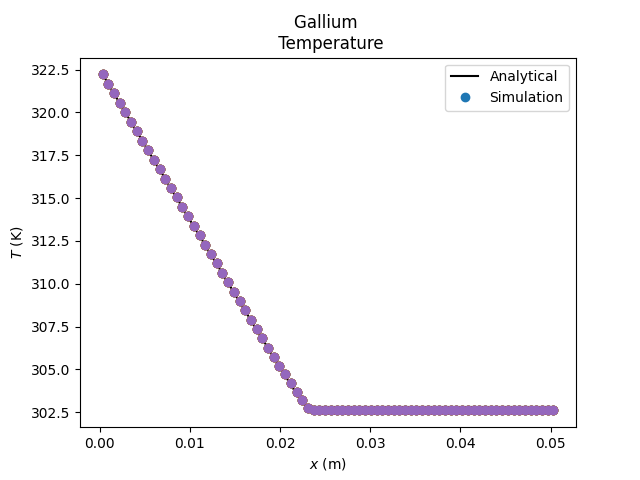 Gallium
Temperature
322.5
320.0
317.5
315.0
312.5
310.0
307.5
305.0
302.5
T (K)
Analytical
Simulation
0.00 0.01 0.02 0.03 0.04 0.05
x (m)